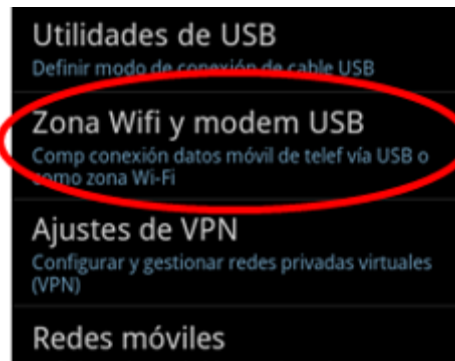 Utilidades de USB
Definir modo de conexión de cable USB
Zona Wifi y modem USB
Comp conexión datos móvil de telef vía USB o
como zona Wi-Fi
Ajustes de VPN
Configurar y gestionar redes privadas virtuales
(VPN)
Redes móviles